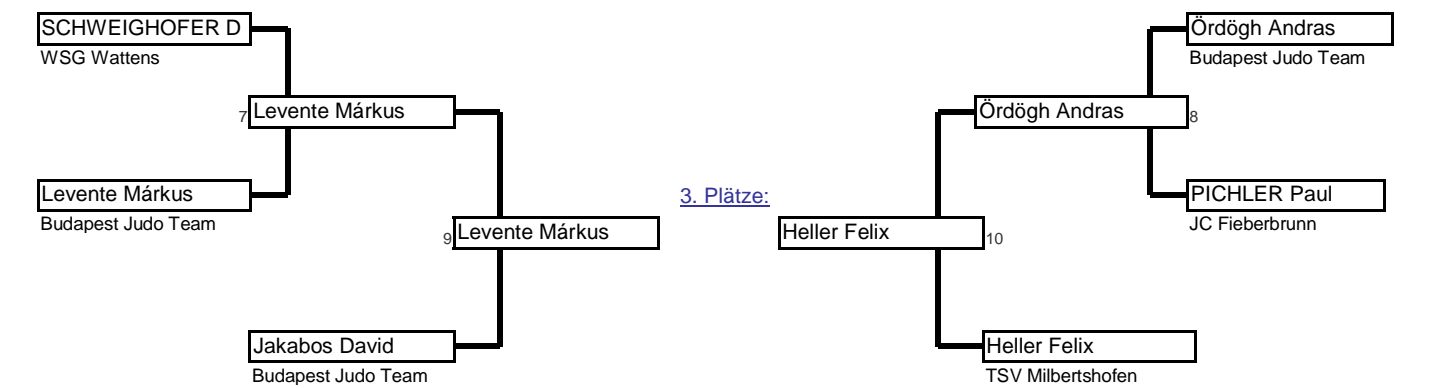 SCHWEIGHOFER D
WSG Wattens
7 Levente Márkus
Levente Márkus
Budapest Judo Team
9 Levente Márkus
Jakabos David
Budapest Judo Team
3. Plätze:
Ördögh Andras
Budapest Judo Team
Ördögh Andras 8
PICHLER Paul
JC Fieberbrunn
Heller Felix 10
Heller Felix
TSV Milbertshofen